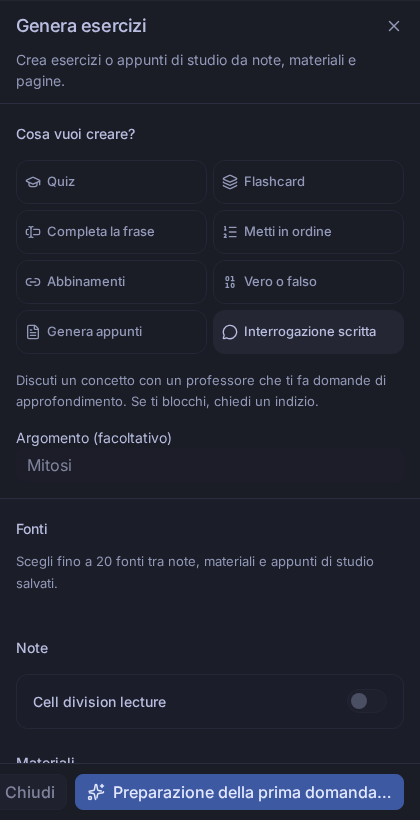 Genera esercizi
Crea esercizi o appunti di studio da note, materiali e
pagine.
Cosa vuoi creare?
Quiz
Flashcard
Completa la frase
Metti in ordine
Abbinamenti
Vero o falso
Genera appunti
Interrogazione scritta
Discuti un concetto con un professore che ti fa domande di
approfondimento. Se ti blocchi, chiedi un indizio.
Argomento (facoltativo)
Mitosi
Fonti
Scegli fino a 20 fonti tra note, materiali e appunti di studio
salvati.
Note
Cell division lecture
Materiali
Chiudi
Preparazione della prima domanda...